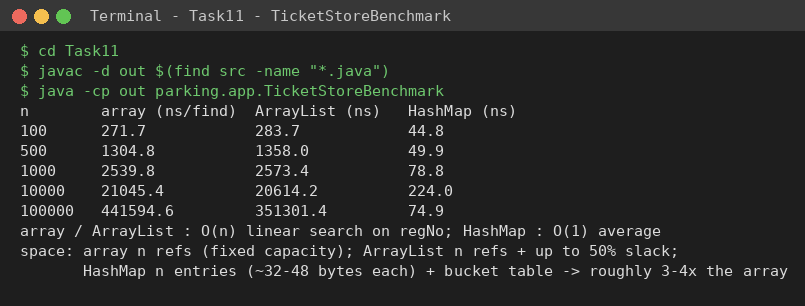 Terminal - Task11 - TicketStoreBenchmark
$ cd Task11
$ javac -d out $(find src -name "*.java")
$ java -cp out parking.app.TicketStoreBenchmark
n        array (ns/find)  ArrayList (ns)   HashMap (ns)
100      271.7            283.7            44.8
500      1304.8           1358.0           49.9
1000     2539.8           2573.4           78.8
10000    21045.4          20614.2          224.0
100000   441594.6         351301.4         74.9
array / ArrayList : O(n) linear search on regNo; HashMap : O(1) average
space: array n refs (fixed capacity); ArrayList n refs + up to 50% slack;
       HashMap n entries (~32-48 bytes each) + bucket table -> roughly 3-4x the array